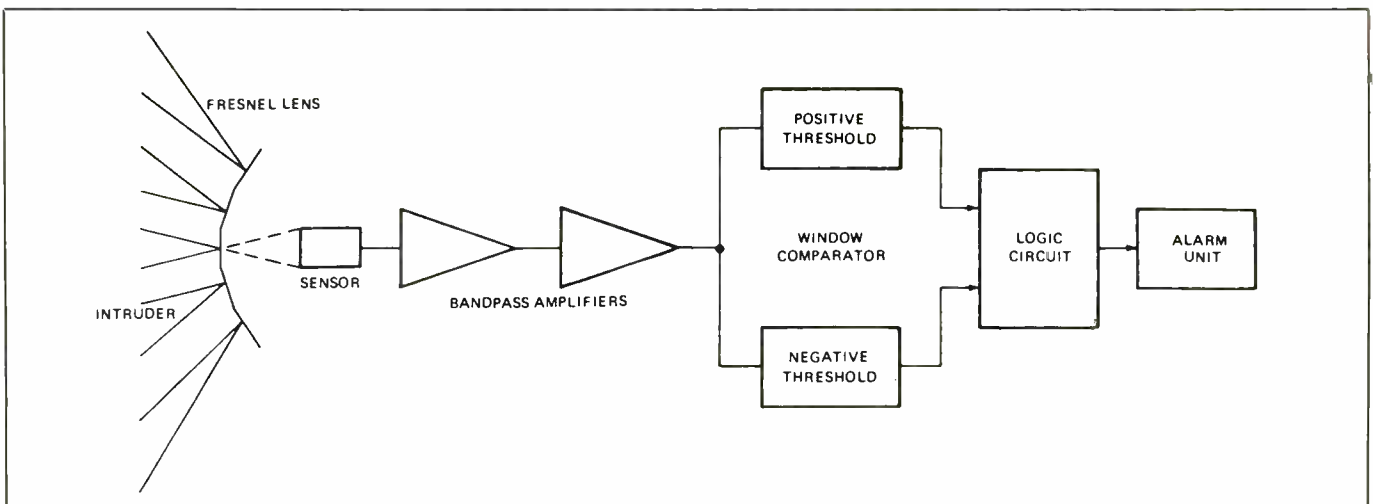 FRESNEL LENS
INTRUDER
SENSOR
BANDPASS AMPLIFIERS
POSITIVE
THRESHOLD
WINDOW
COMPARATOR
NEGATIVE
THRESHOLD
LOGIC
CIRCUIT
ALARM
UNIT